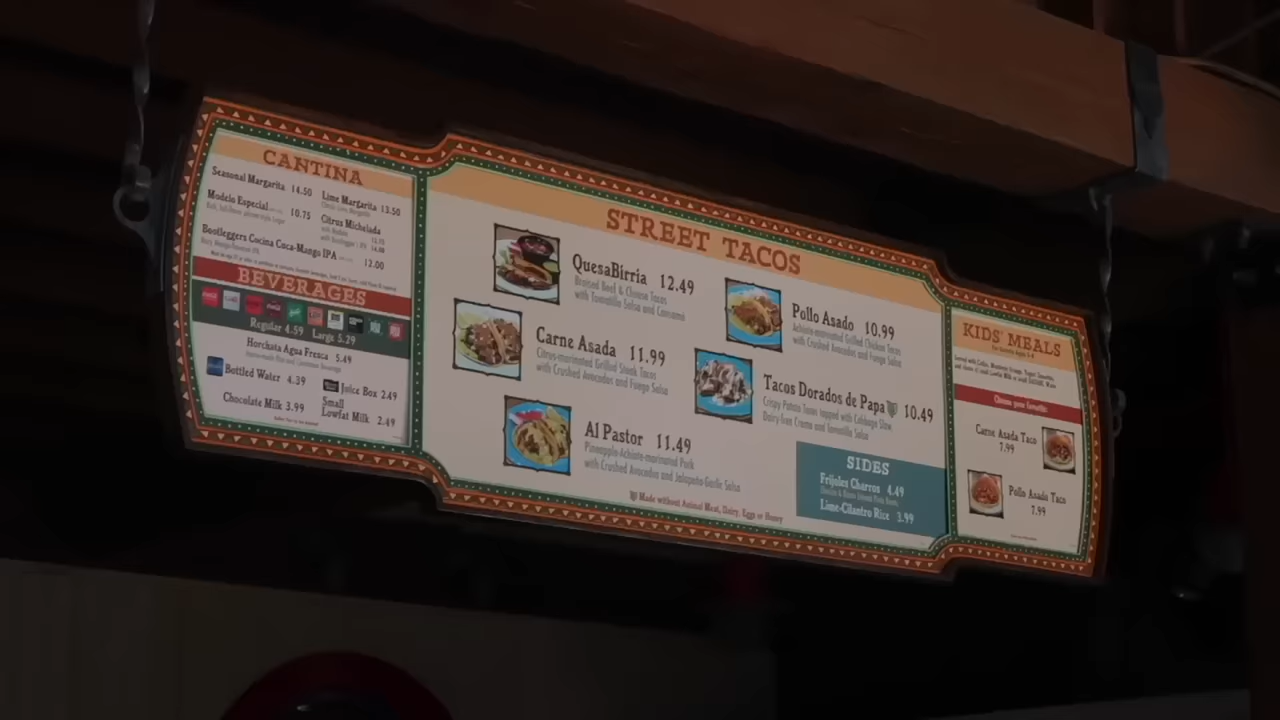 CANTINA
Seasonal Margarita 14.50
Lime Margarita 13.50
Modelo Especial 10.75
Citrus Michelada
Bootleggers Cocina Cuca-Mango IPA 12.00
BEVERAGES
Regular 4.59 Large 5.29
Horchata Agua Fresca 5.49
Bottled Water 4.39
Juice Box 2.49
Chocolate Milk 3.99
Small
Lowfat Milk 2.49
STREET TACOS
QuesaBirria 12.49
Braised Beef & Cheese Tacos
with Tomatillo Salsa and Consomé
Carne Asada 11.99
Citrus-marinated Grilled Steak Tacos
with Crushed Avocados and Fuego Salsa
Al Pastor 11.49
Pineapple-Achiote-marinated Pork
with Crushed Avocados and Jalapeño-Garlic Salsa
Pollo Asado 10.99
Achiote-marinated Grilled Chicken Tacos
with Crushed Avocados and Fuego Salsa
Tacos Dorados de Papa 10.49
Crispy Potato Tacos topped with Cabbage Slaw,
Dairy-free Crema and Tomatillo Salsa
Made without Animal Meat, Dairy, Eggs or Honey
SIDES
Frijoles Charros 4.49
Lime-Cilantro Rice 3.99
KIDS' MEALS
Choose your favorite:
Carne Asada Taco
7.99
Pollo Asado Taco
7.99